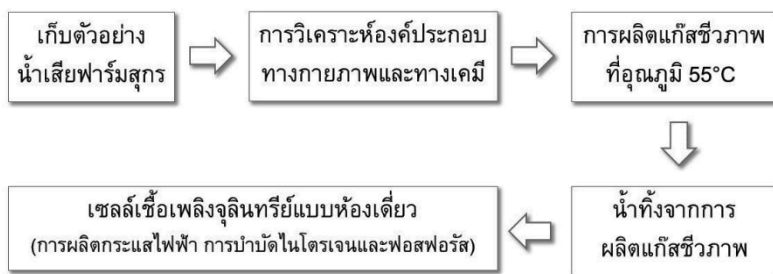 เก็บตัวอย่าง
น้ำเสียฟาร์มสุกร
การวิเคราะห์องค์ประกอบ
ทางกายภาพและทางเคมี
การผลิตแก๊สชีวภาพ
ที่อุณภูมิ 55°C
น้ำทิ้งจากการ
ผลิตแก๊สชีวภาพ
เซลล์เชื้อเพลิงจุลินทรีย์แบบห้องเดี่ยว
(การผลิตกระแสไฟฟ้า การบำบัดไนโตรเจนและฟอสฟอรัส)